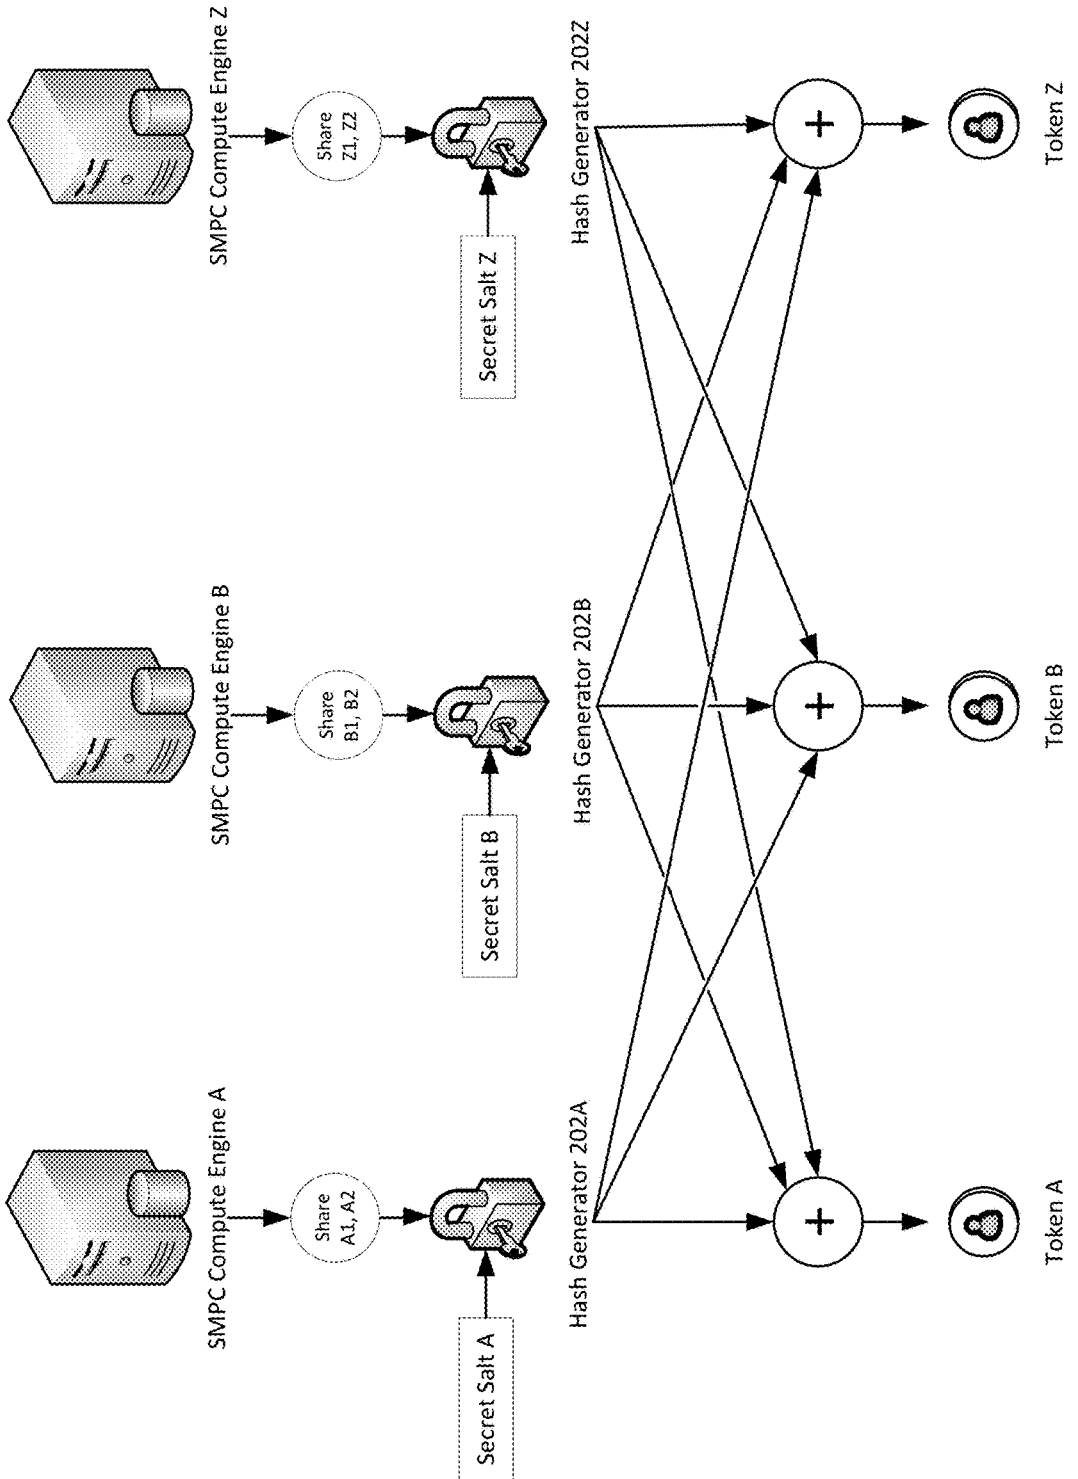 SMPC Compute Engine A
SMPC Compute Engine B
SMPC Compute Engine Z
Share
A1, A2
Share
B1, B2
Share
Z1, Z2
Secret Salt A
Secret Salt B
Secret Salt Z
Hash Generator 202A
Hash Generator 202B
Hash Generator 202Z
+
+
+
Token A
Token B
Token Z